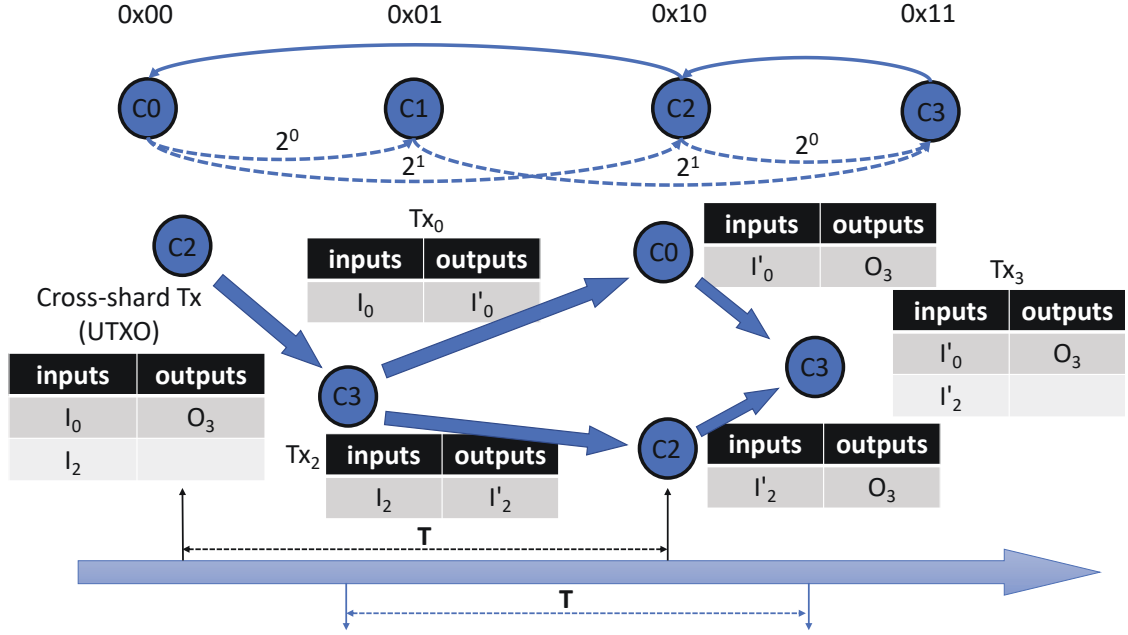 0x00 0x01 0x10 0x11
C0 C1 C2 C3
2⁰ 2¹ 2¹ 2⁰
C2
Cross-shard Tx
(UTXO)
inputs outputs
I₀ O₃
I₂
Tx₀
inputs outputs
I₀ I'₀
C3
Tx₂
inputs outputs
I₂ I'₂
C0
inputs outputs
I'₀ O₃
C2
inputs outputs
I'₂ O₃
C3
Tx₃
inputs outputs
I'₀ O₃
I'₂
T
T